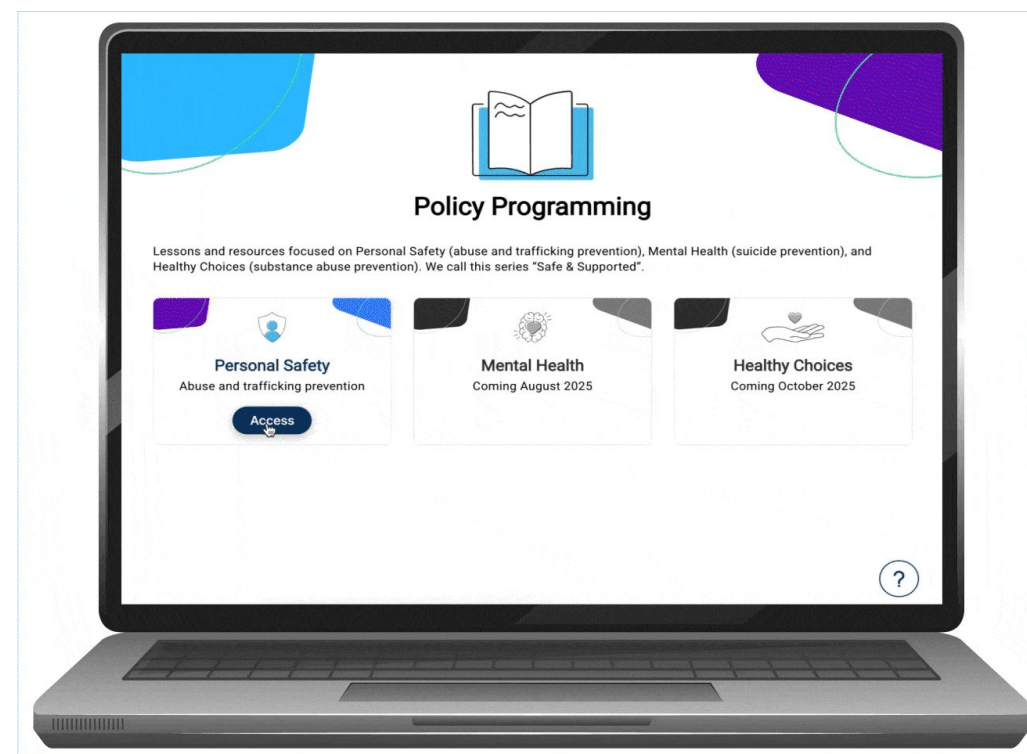 Policy Programming
Lessons and resources focused on Personal Safety (abuse and trafficking prevention), Mental Health (suicide prevention), and
Healthy Choices (substance abuse prevention). We call this series “Safe & Supported”.
Personal Safety
Abuse and trafficking prevention
Access
Mental Health
Coming August 2025
Healthy Choices
Coming October 2025
?